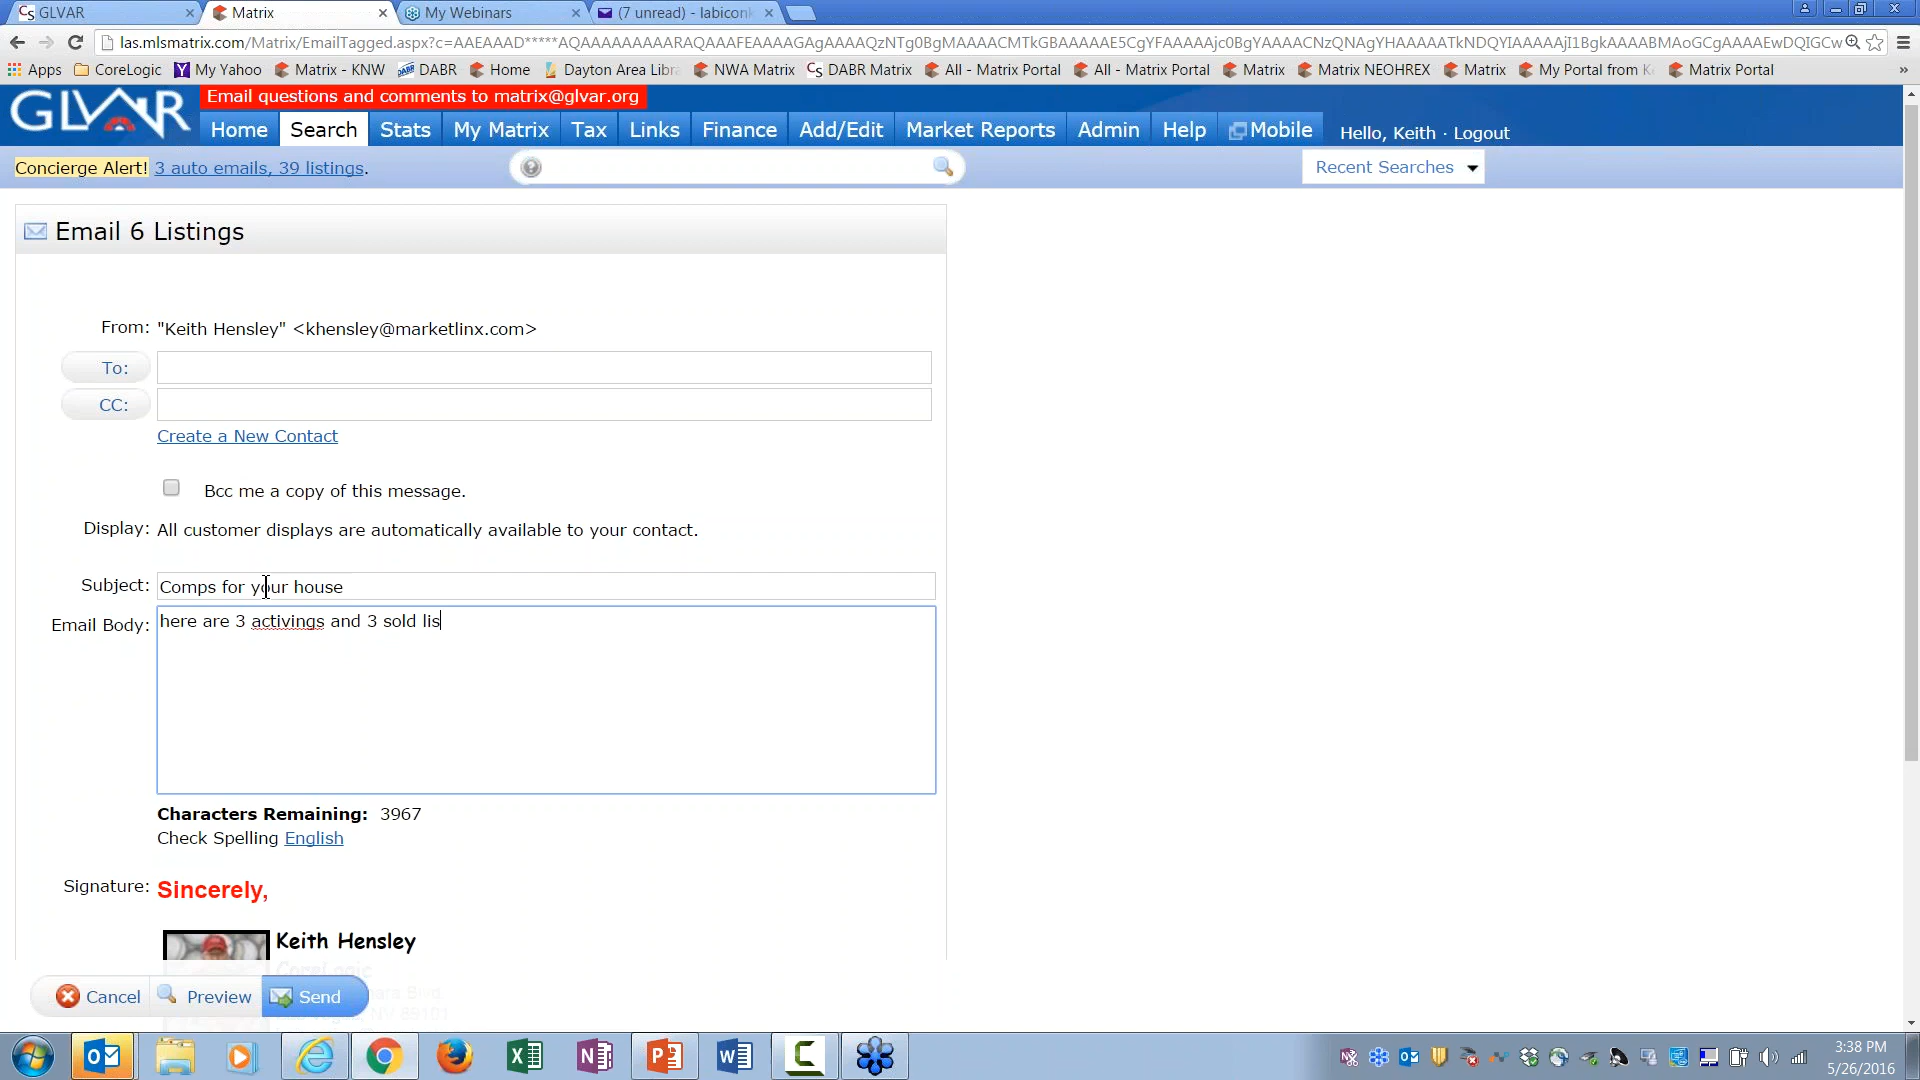 GLVAR
Matrix
My Webinars
(7 unread) - labiconk
las.mlsmatrix.com/Matrix/EmailTagged.aspx?c=AAEAAAD*****AQAAAAAAAAARAQAAAFEAAAAGAgAAAAQzNTg0BgMAAAACMTkGBAAAAAE5CgYFAAAAAjc0BgYAAAACNzQNAgYHAAAAATkNDQYIAAAAAjI1BgkAAAABMAoGCgAAAAEwDQIGCw
Apps
CoreLogic
My Yahoo
Matrix - KNW
DABR
Home
Dayton Area Libra
NWA Matrix
DABR Matrix
All - Matrix Portal
All - Matrix Portal
Matrix
Matrix NEOHREX
Matrix
My Portal from K
Matrix Portal
»
GLVAR
Email questions and comments to matrix@glvar.org
Home
Search
Stats
My Matrix
Tax
Links
Finance
Add/Edit
Market Reports
Admin
Help
Mobile
Hello, Keith · Logout
Concierge Alert! 3 auto emails, 39 listings.
Recent Searches
Email 6 Listings
From: "Keith Hensley" <khensley@marketlinx.com>
To:
CC:
Create a New Contact
Bcc me a copy of this message.
Display: All customer displays are automatically available to your contact.
Subject: Comps for your house
Email Body: here are 3 activings and 3 sold lis
Characters Remaining: 3967
Check Spelling English
Signature: Sincerely,
Keith Hensley
CoreLogic
NV 89101
Cancel
Preview
Send
3:38 PM
5/26/2016